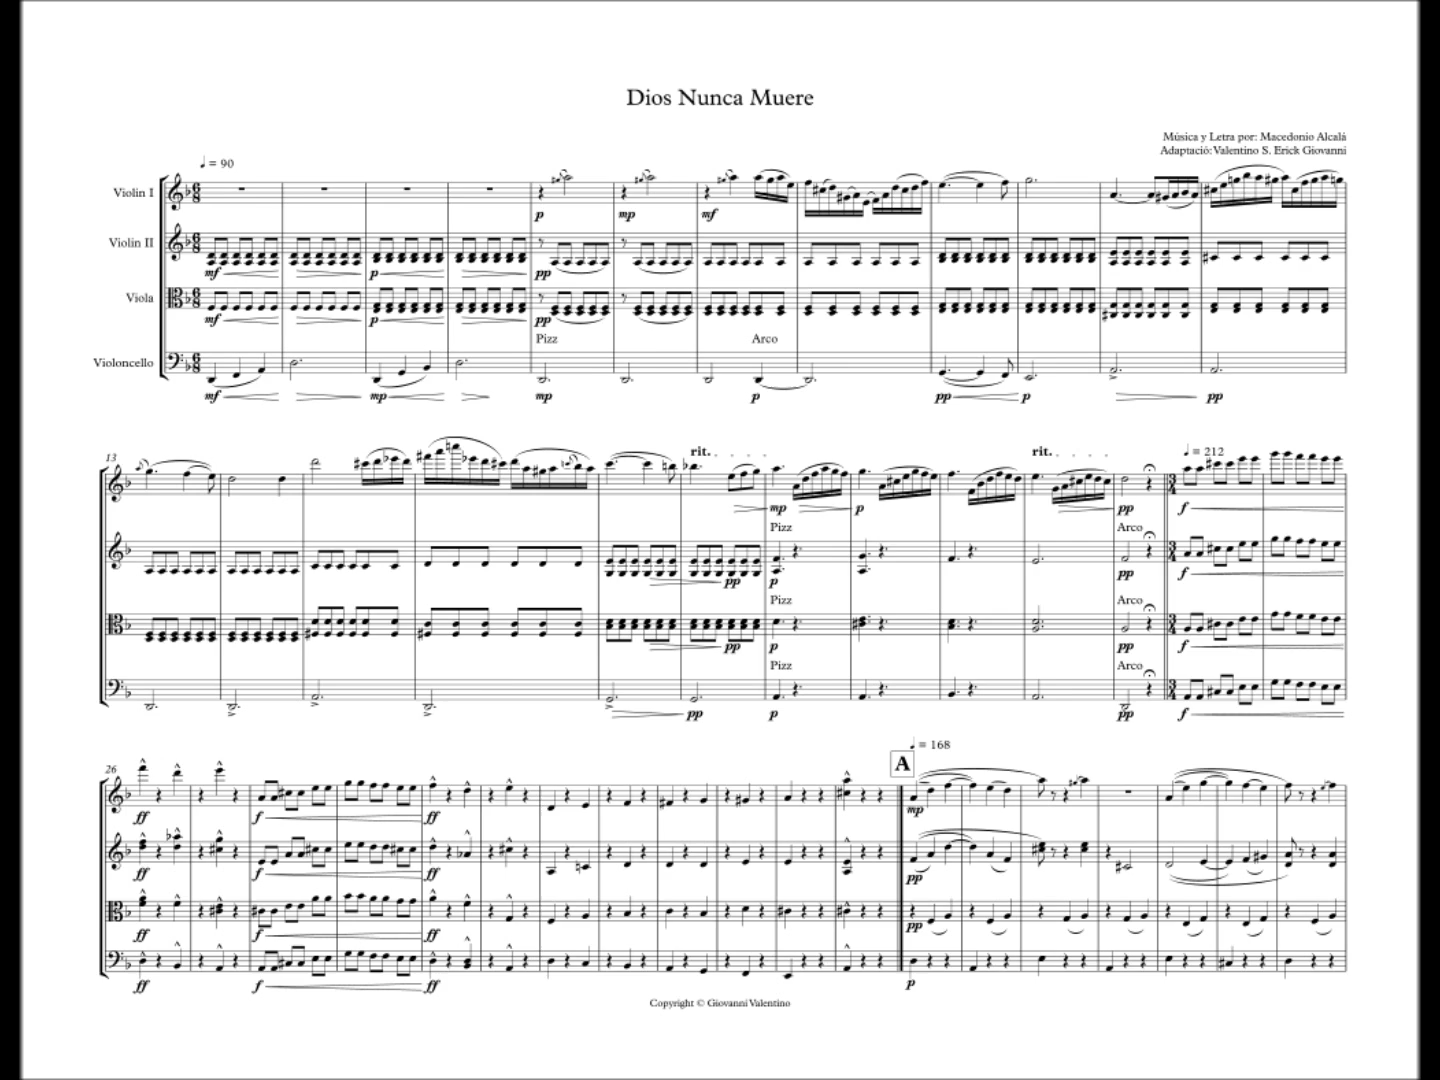 Dios Nunca Muere
Mùsica y Letra por: Macedonio Alcalá
Adaptació:Valentino S. Erick Giovanni
♩ = 90
Violin I
p mp mf
Violin II
mf p pp
Viola
mf p pp
Pizz Arco
Violoncello
mf mp mp p pp p pp
13
rit. . . . . rit. . . . . ♩ = 212
mp p pp f
Pizz Arco
pp p pp f
Pizz Arco
pp p pp f
Pizz Arco
pp p pp f
26
A ♩ = 168
ff f ff mp
ff f ff pp
ff f ff pp
ff f ff p
Copyright © Giovanni Valentino